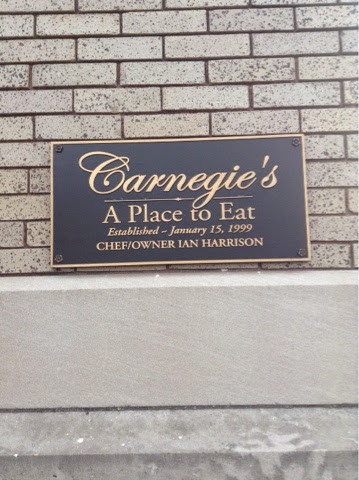 Carnegie's
A Place to Eat
Established - January 15, 1999
CHEF/OWNER IAN HARRISON